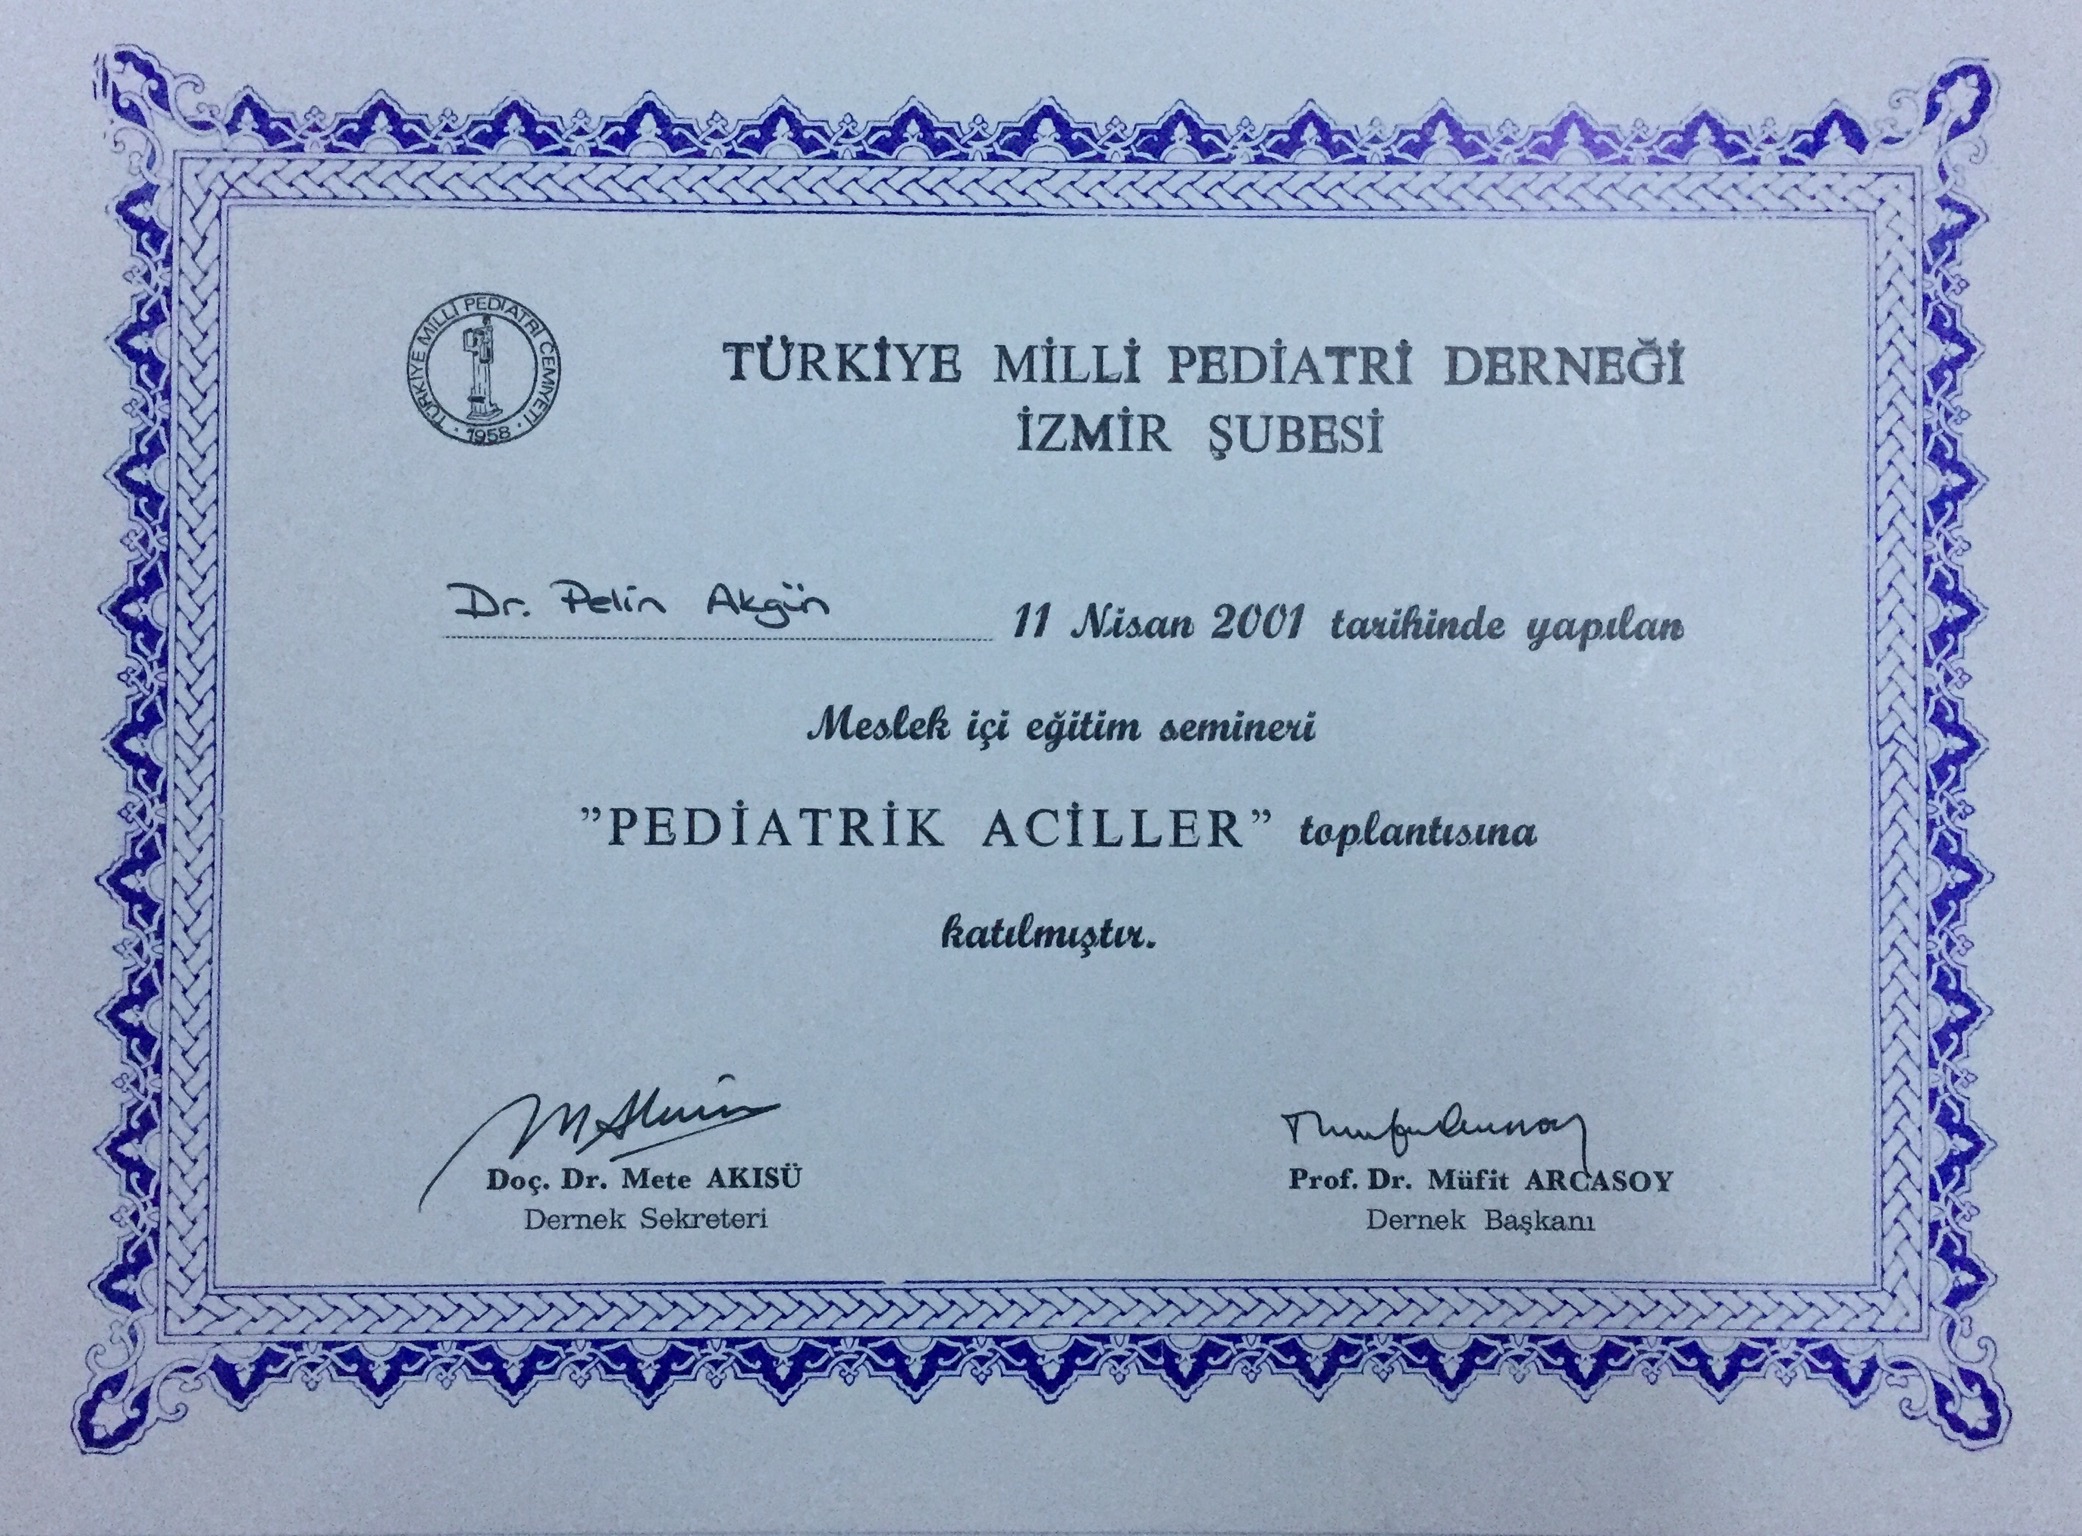 TÜRKİYE MİLLİ PEDİATRİ CEMİYETİ
· 1958 ·
TÜRKİYE MİLLİ PEDİATRİ DERNEĞİ
İZMİR ŞUBESİ
Dr. Pelin Akgün 11 Nisan 2001 tarihinde yapılan
Meslek içi eğitim semineri
”PEDİATRİK ACİLLER” toplantısına
katılmıştır.
Doç. Dr. Mete AKISÜ
Dernek Sekreteri
Prof. Dr. Müfit ARCASOY
Dernek Başkanı